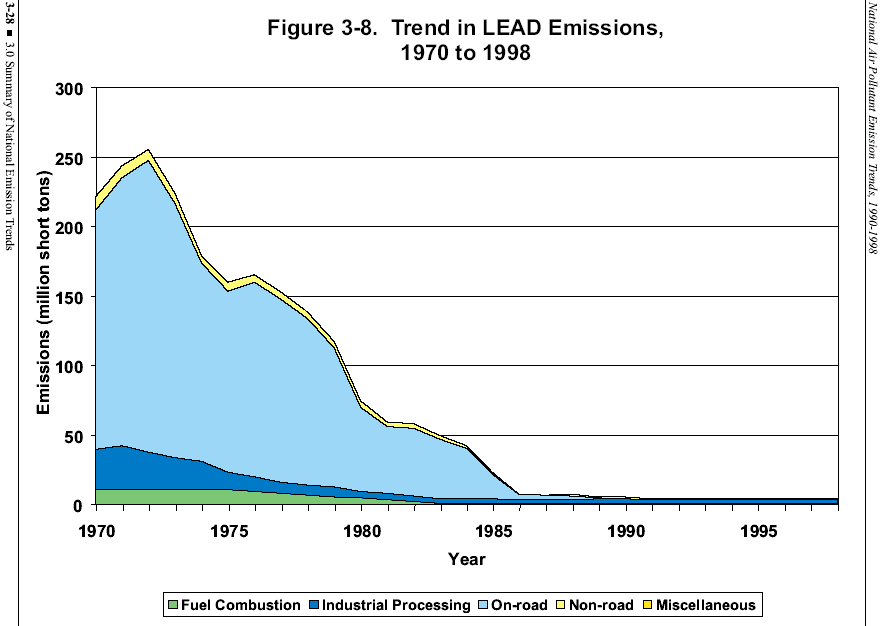 3-28 ■ 3.0 Summary of National Emission Trends
National Air Pollutant Emission Trends, 1990-1998
Figure 3-8. Trend in LEAD Emissions,
1970 to 1998
Emissions (million short tons)
300
250
200
150
100
50
0
1970 1975 1980 1985 1990 1995
Year
Fuel Combustion Industrial Processing On-road Non-road Miscellaneous